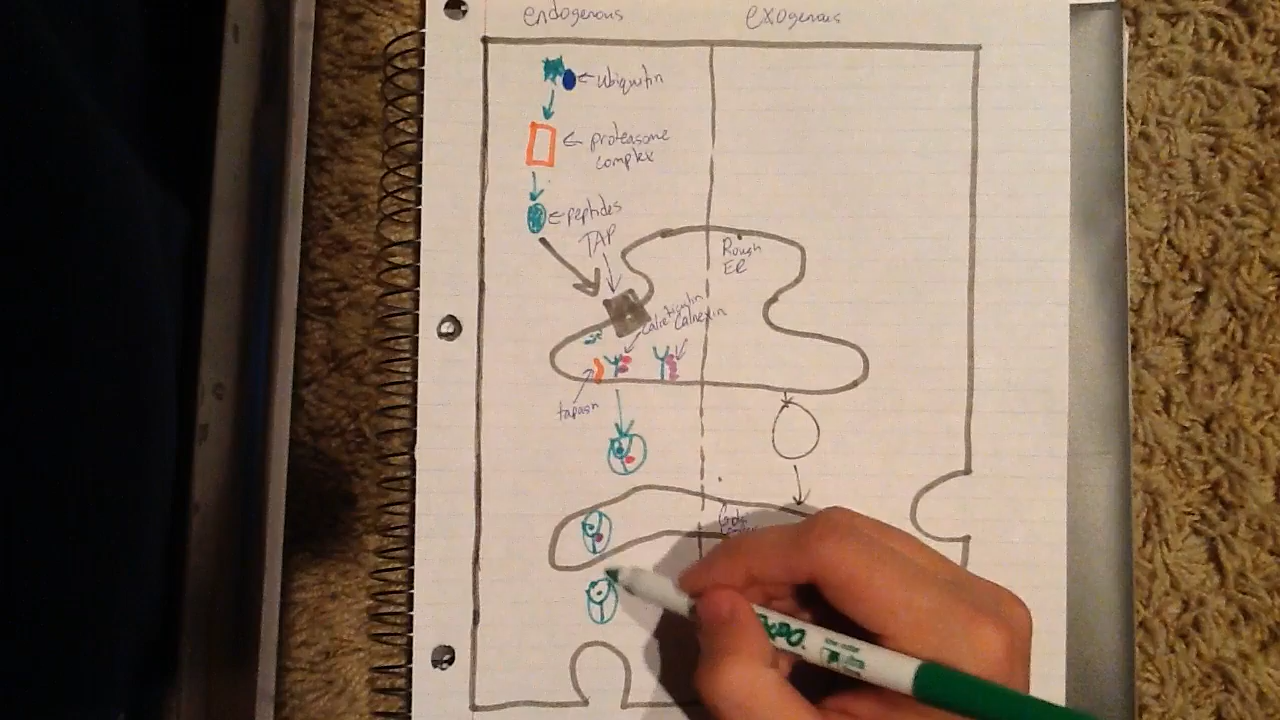 endogenous
exogenous
ubiquitin
proteasome
complex
peptides
TAP
Rough
ER
calreticulin
Calnexin
tapasin